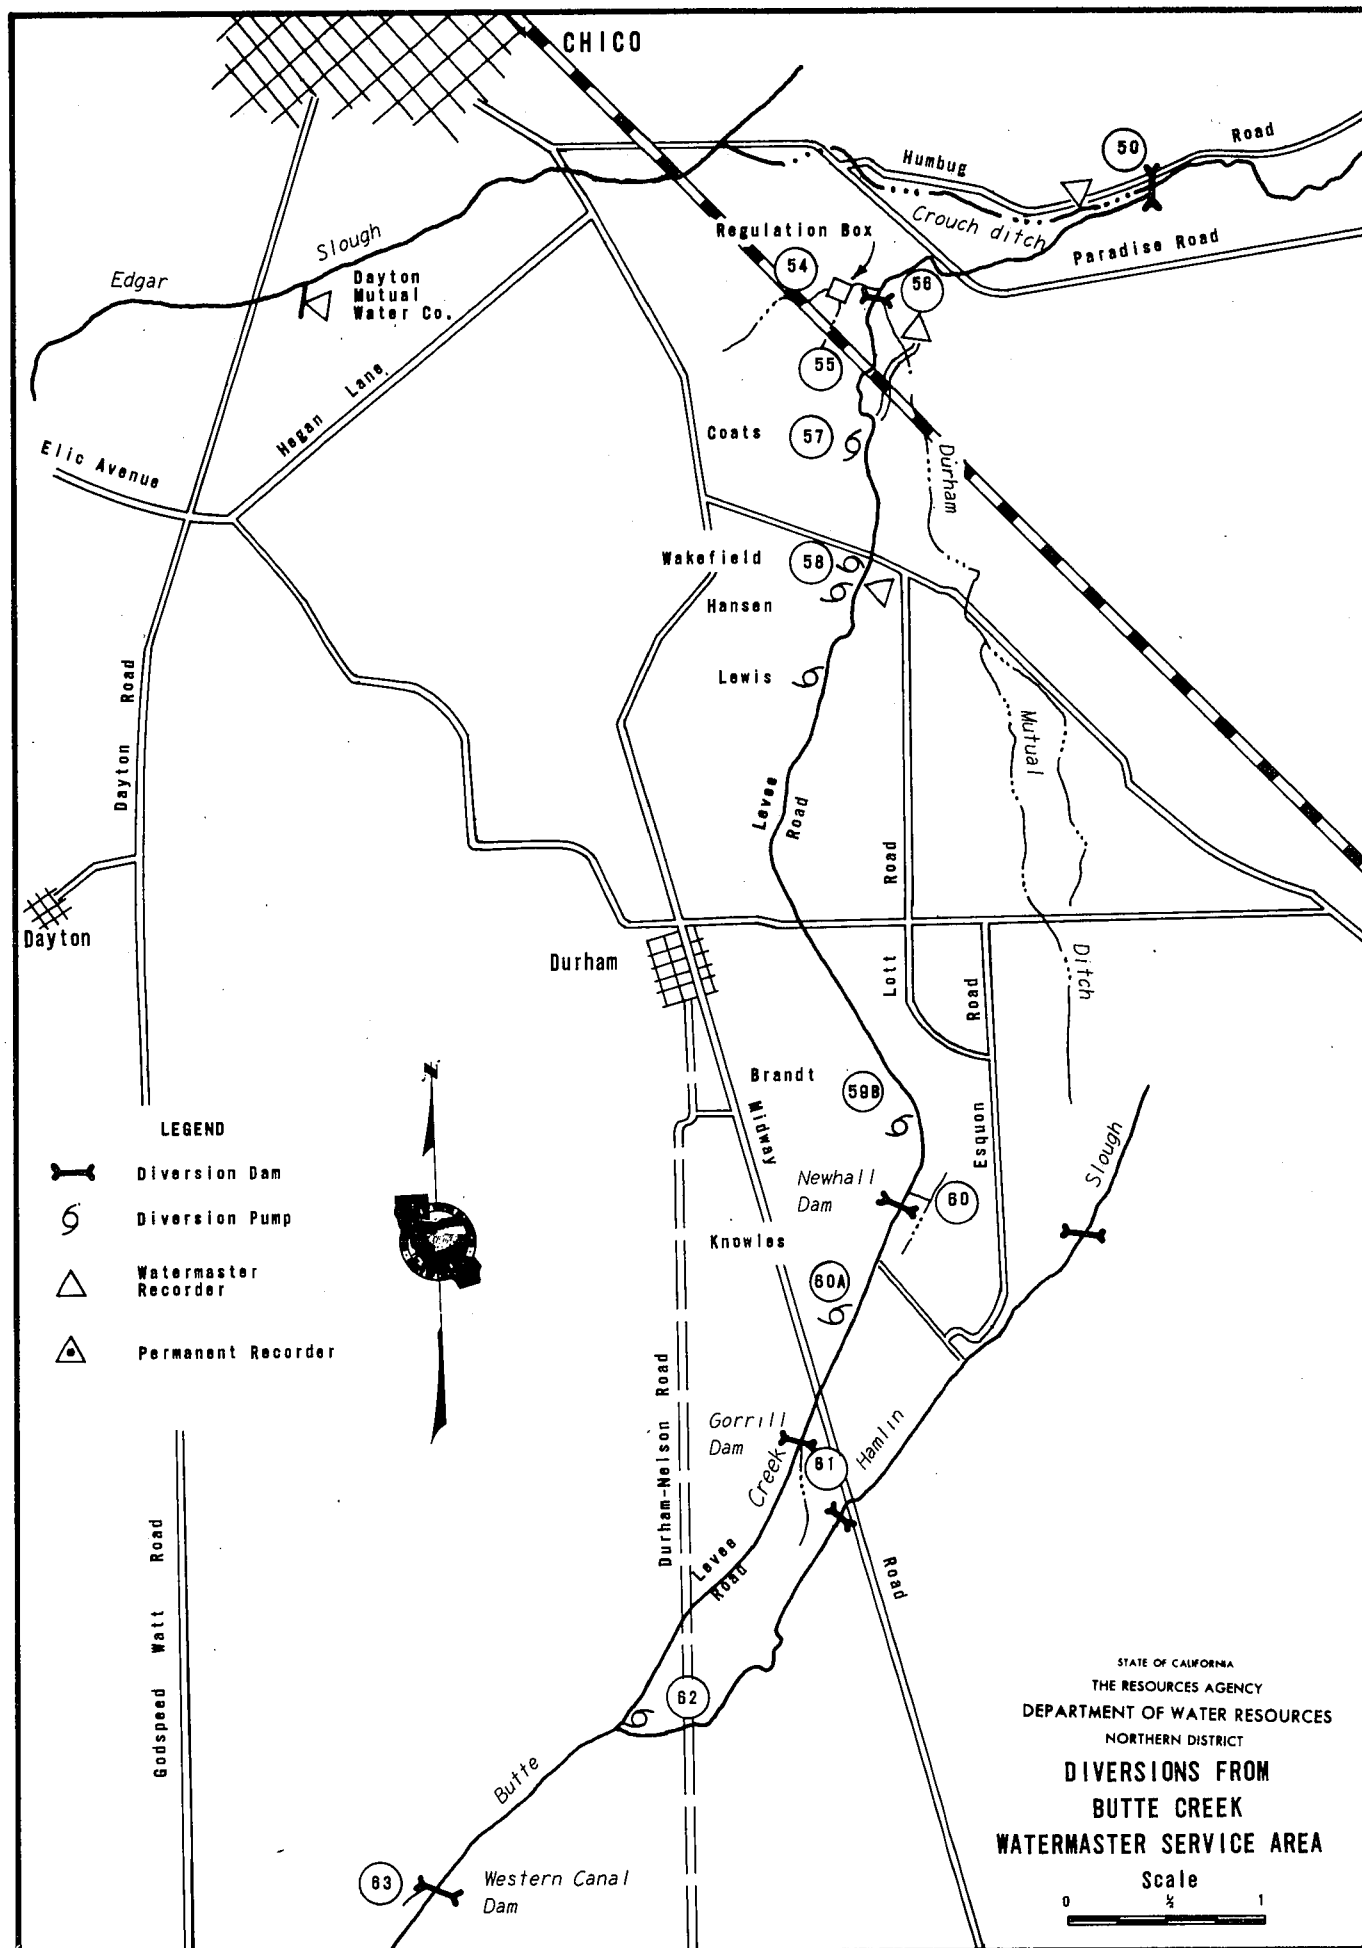 CHICO
50
Road
Humbug
Crouch ditch
Paradise Road
Regulation Box
54
56
Slough
Edgar
Dayton
Mutual
Water Co.
55
Hegan Lane
Coats
57
Elic Avenue
Durham
Wakefield
58
Hansen
Lewis
Dayton Road
Mutual
Levee
Road
Lott Road
Dayton
Durham
Ditch
Esquon Road
Brandt
59B
Midway
LEGEND
Diversion Dam
Diversion Pump
Watermaster
Recorder
Permanent Recorder
N
Newhall
Dam
60
Slough
Knowles
60A
Durham-Nelson Road
Gorrill
Dam
61
Hamlin
Creek
Levee
Road
Road
Godspeed Watt Road
62
Butte
63
Western Canal
Dam
STATE OF CALIFORNIA
THE RESOURCES AGENCY
DEPARTMENT OF WATER RESOURCES
NORTHERN DISTRICT
DIVERSIONS FROM
BUTTE CREEK
WATERMASTER SERVICE AREA
Scale
0 ½ 1